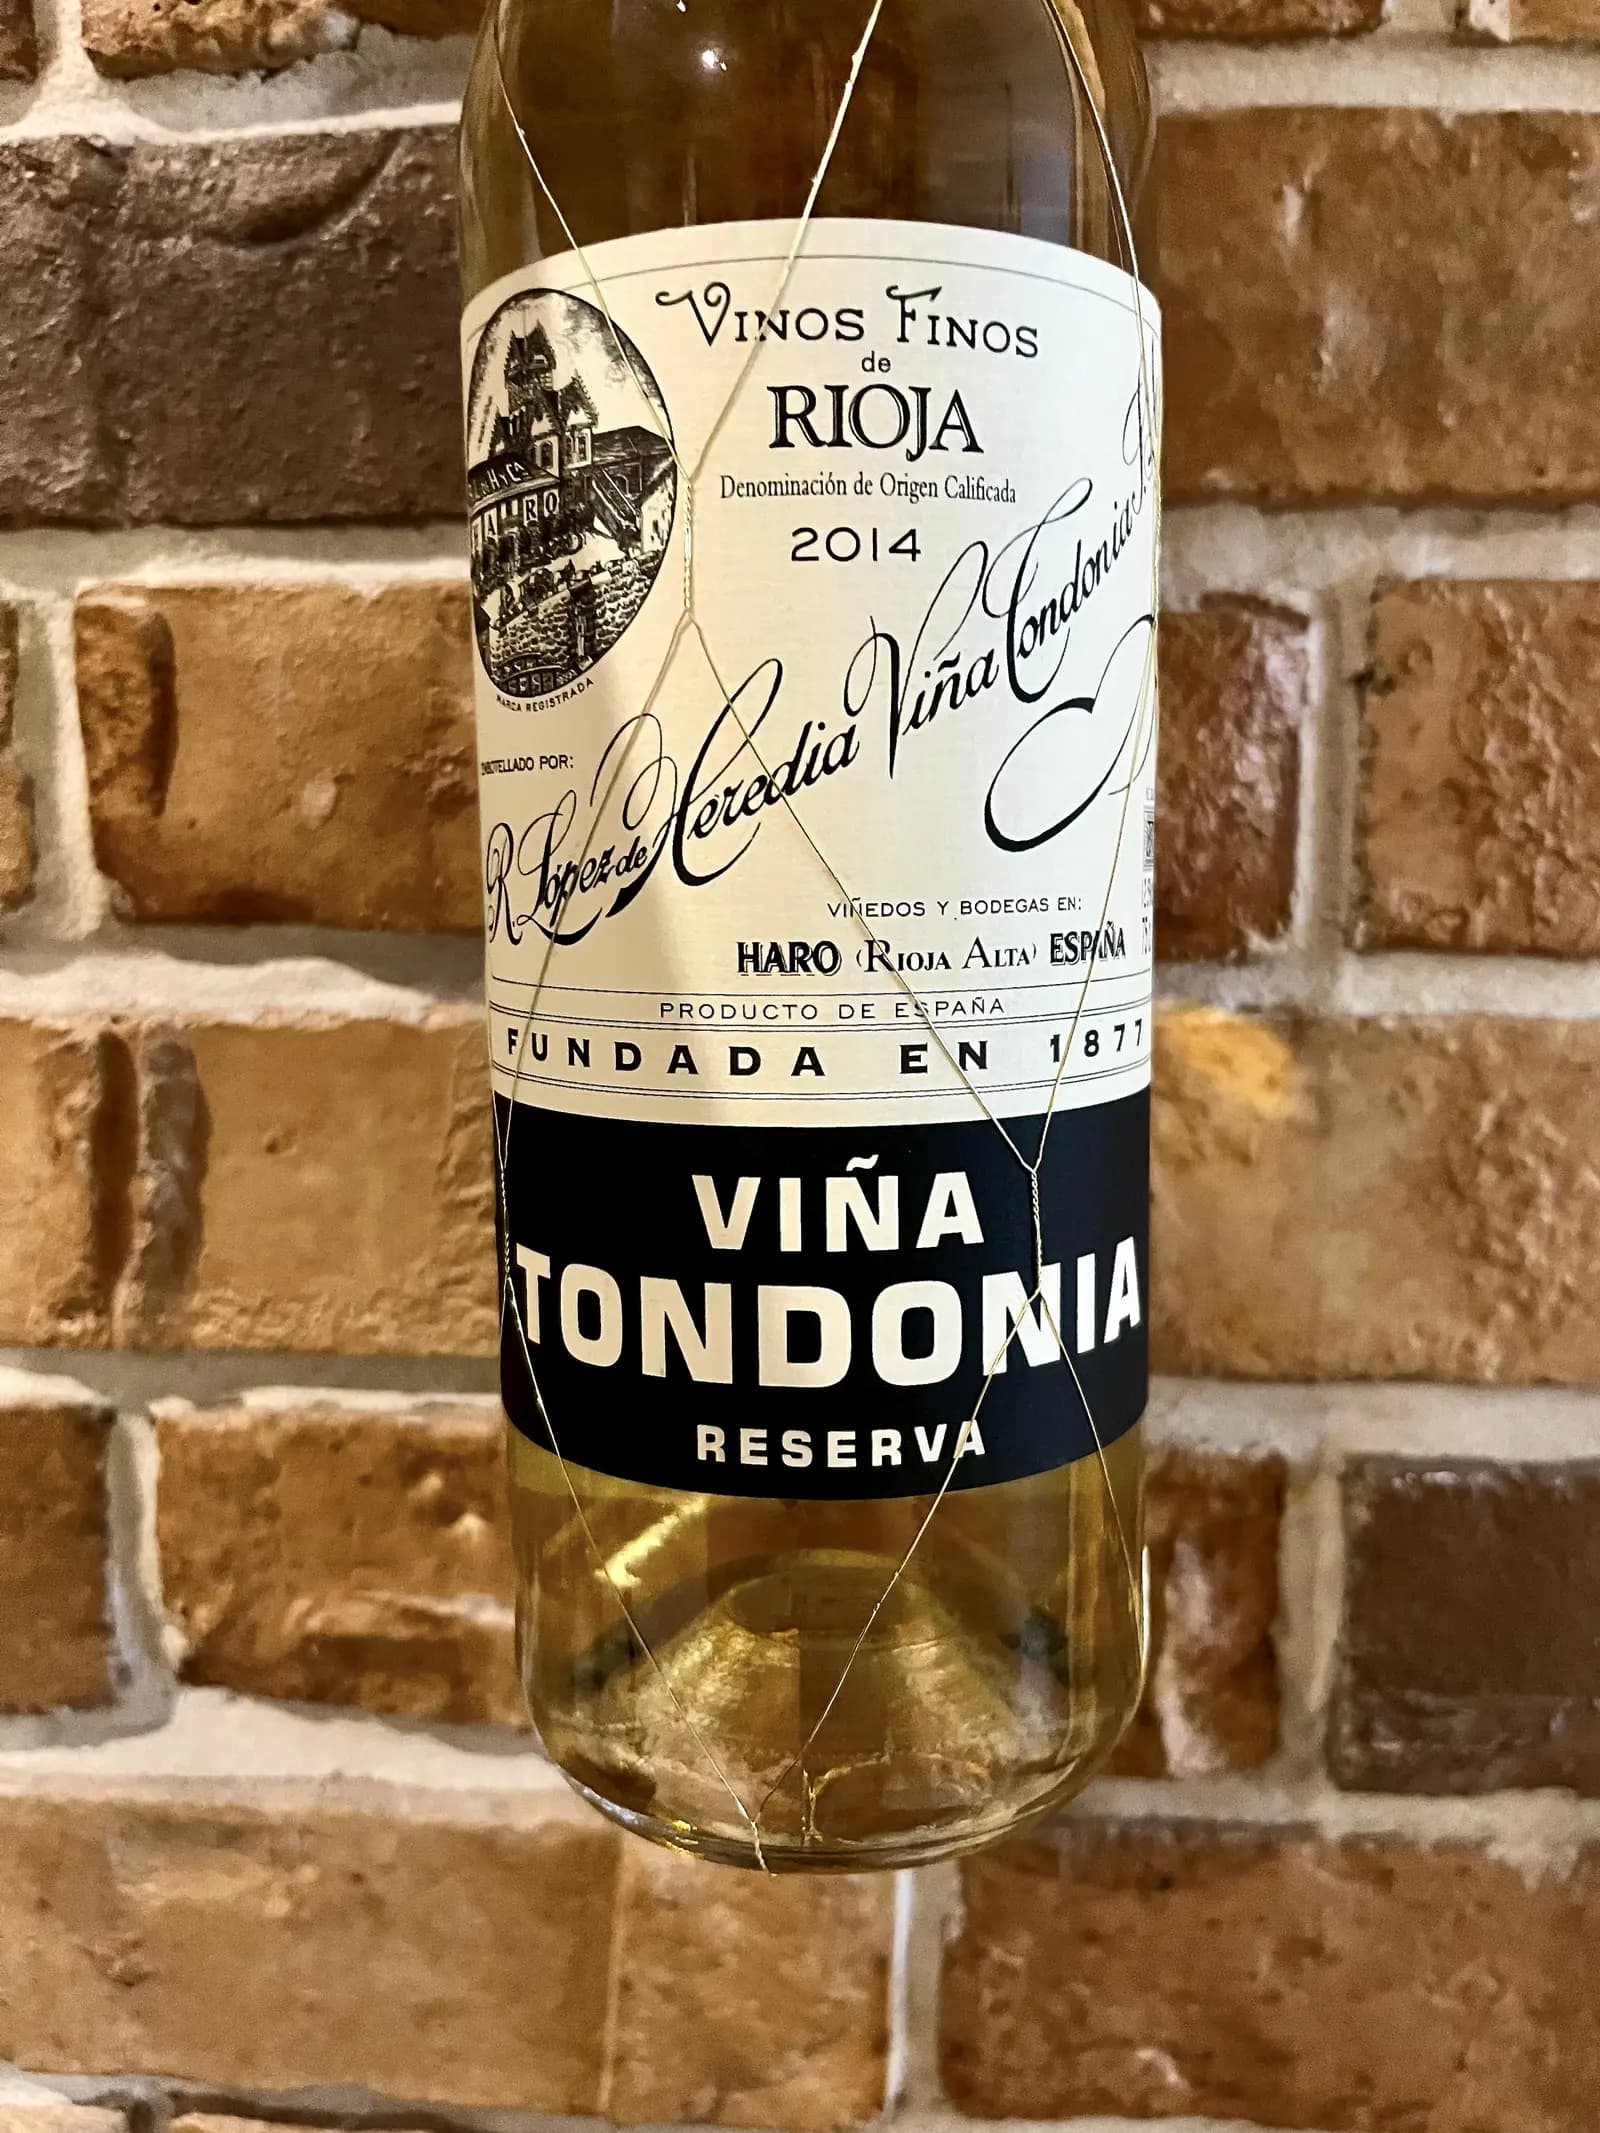 VINOS FINOS
de
RIOJA
Denominación de Origen Calificada
2014
HARO
MARCA REGISTRADA
POR:
R. López de Heredia Viña Tondonia
VIÑEDOS Y BODEGAS EN:
HARO (RIOJA ALTA) ESPAÑA
PRODUCTO DE ESPAÑA
FUNDADA EN 1877
VIÑA
TONDONIA
RESERVA